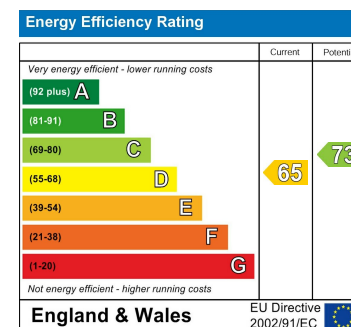 Energy Efficiency Rating
Current
Very energy efficient - lower running costs
(92 plus) A
(81-91) B
(69-80) C
73
(55-68) D
65
(39-54) E
(21-38) F
(1-20) G
Not energy efficient - higher running costs
England & Wales
EU Directive
2002/91/EC